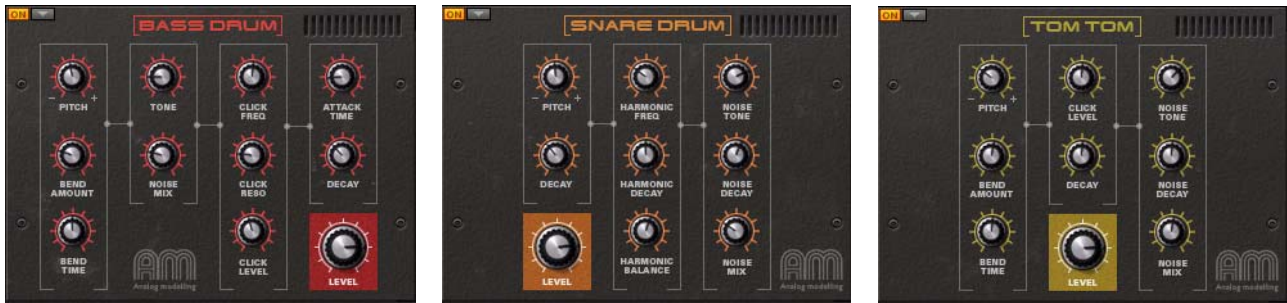 ON
BASS DRUM
- PITCH +
TONE
CLICK
FREQ
ATTACK
TIME
BEND
AMOUNT
NOISE
MIX
CLICK
RESO
DECAY
BEND
TIME
CLICK
LEVEL
LEVEL
AM
Analog modelling
ON
SNARE DRUM
- PITCH +
HARMONIC
FREQ
NOISE
TONE
DECAY
HARMONIC
DECAY
NOISE
DECAY
LEVEL
HARMONIC
BALANCE
NOISE
MIX
AM
Analog modelling
ON
TOM TOM
- PITCH +
CLICK
LEVEL
NOISE
TONE
BEND
AMOUNT
DECAY
NOISE
DECAY
BEND
TIME
LEVEL
NOISE
MIX
AM
Analog modelling